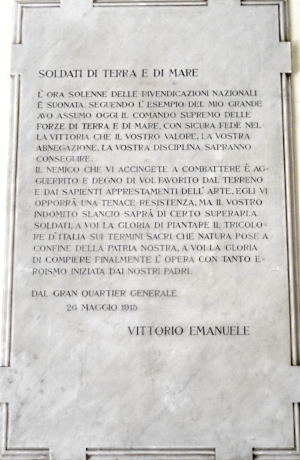 SOLDATI DI TERRA E DI MARE
L'ORA SOLENNE DELLE RIVENDICAZIONI NAZIONALI
È SUONATA. SEGUENDO L'ESEMPIO DEL MIO GRANDE
AVO ASSUMO OGGI IL COMANDO SUPREMO DELLE
FORZE DI TERRA E DI MARE, CON SICURA FEDE NEL-
LA VITTORIA CHE IL VOSTRO VALORE, LA VOSTRA
ABNEGAZIONE, LA VOSTRA DISCIPLINA SAPRANNO
CONSEGUIRE.
IL NEMICO CHE VI ACCINGETE A COMBATTERE È AG-
GUERRITO E DEGNO DI VOI. FAVORITO DAL TERRENO
E DAI SAPIENTI APPRESTAMENTI DELL'ARTE, EGLI VI
OPPORRÀ UNA TENACE RESISTENZA, MA IL VOSTRO
INDOMITO SLANCIO SAPRÀ DI CERTO SUPERARLA.
SOLDATI, A VOI LA GLORIA DI PIANTARE IL TRICOLO-
RE D'ITALIA SUI TERMINI SACRI CHE NATURA POSE A
CONFINE DELLA PATRIA NOSTRA, A VOI LA GLORIA
DI COMPIERE FINALMENTE L'OPERA CON TANTO E-
ROISMO INIZIATA DAI NOSTRI PADRI.
DAL GRAN QUARTIER GENERALE
26 MAGGIO 1915
VITTORIO EMANUELE